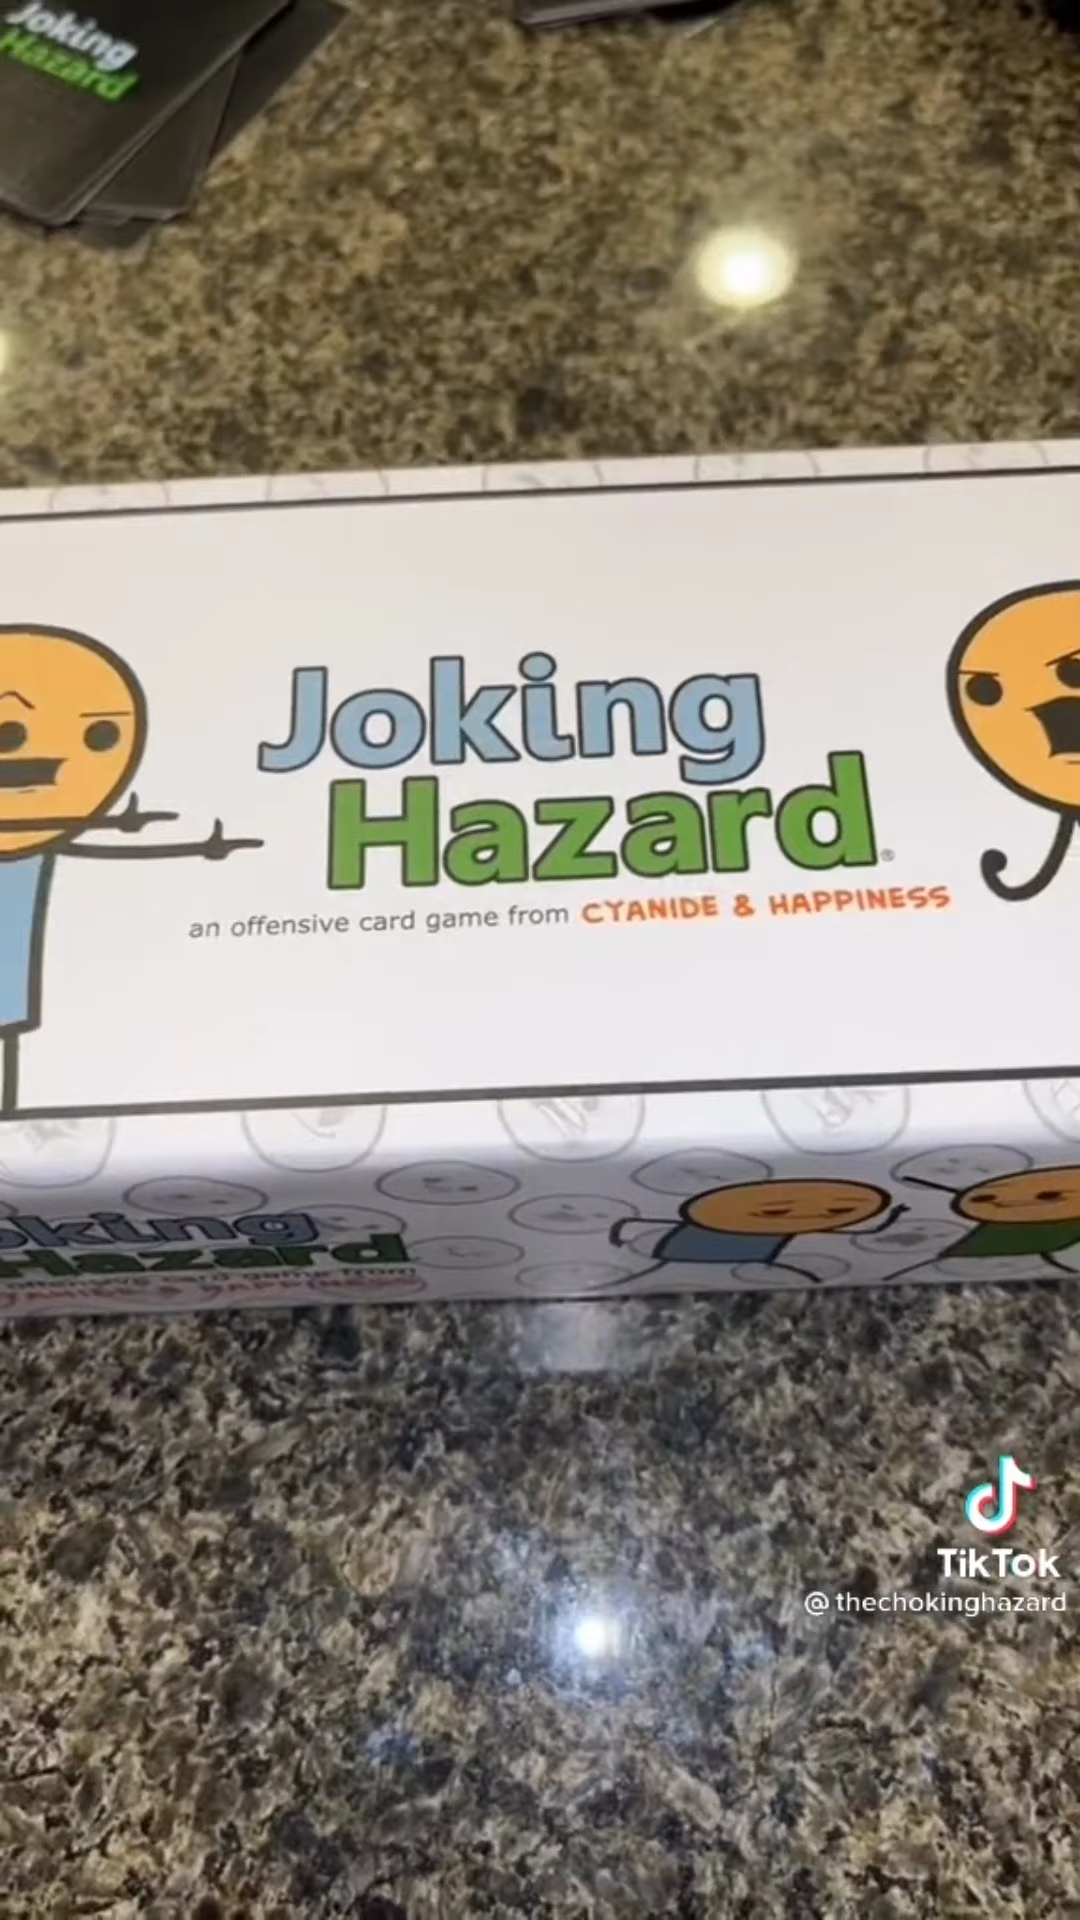 Joking
Hazard
Joking
Hazard®
an offensive card game from CYANIDE & HAPPINESS
Hazard
TikTok
@thechokinghazard